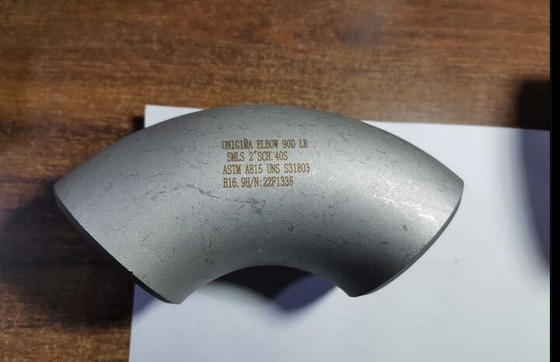 UNICIMA ELBOW 90D LR
SMLS 2"SCH.40S
ASTM A815 UNS S31803
B16.9H/N:22F1335